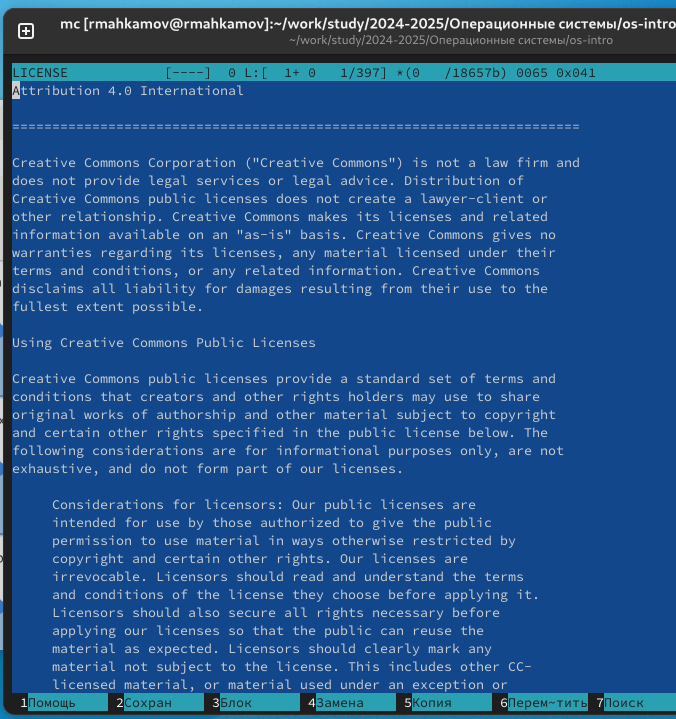 mc [rmahkamov@rmahkamov]:~/work/study/2024-2025/Операционные системы/os-intro
~/work/study/2024-2025/Операционные системы/os-intro
LICENSE            [----]  0 L:[  1+ 0   1/397] *(0   /18657b) 0065 0x041
Attribution 4.0 International
=======================================================================
Creative Commons Corporation ("Creative Commons") is not a law firm and
does not provide legal services or legal advice. Distribution of
Creative Commons public licenses does not create a lawyer-client or
other relationship. Creative Commons makes its licenses and related
information available on an "as-is" basis. Creative Commons gives no
warranties regarding its licenses, any material licensed under their
terms and conditions, or any related information. Creative Commons
disclaims all liability for damages resulting from their use to the
fullest extent possible.
Using Creative Commons Public Licenses
Creative Commons public licenses provide a standard set of terms and
conditions that creators and other rights holders may use to share
original works of authorship and other material subject to copyright
and certain other rights specified in the public license below. The
following considerations are for informational purposes only, are not
exhaustive, and do not form part of our licenses.
Considerations for licensors: Our public licenses are
intended for use by those authorized to give the public
permission to use material in ways otherwise restricted by
copyright and certain other rights. Our licenses are
irrevocable. Licensors should read and understand the terms
and conditions of the license they choose before applying it.
Licensors should also secure all rights necessary before
applying our licenses so that the public can reuse the
material as expected. Licensors should clearly mark any
material not subject to the license. This includes other CC-
licensed material, or material used under an exception or
1Помощь 2Сохран 3Блок 4Замена 5Копия 6Перем~тить 7Поиск